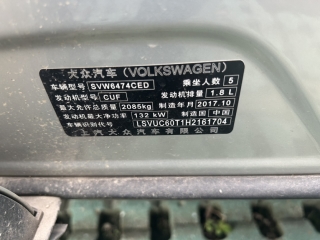 大众汽车(VOLKSWAGEN)
车辆型号 SVW6474CED 乘坐人数 5
发动机型号 CUF 发动机排量 1.8 L
最大允许总质量 2085kg 制造年月 2017.10
发动机最大净功率 132 kW 制造国 中国
车辆识别代号 LSVUC60T1H2161704
上汽大众汽车有限公司